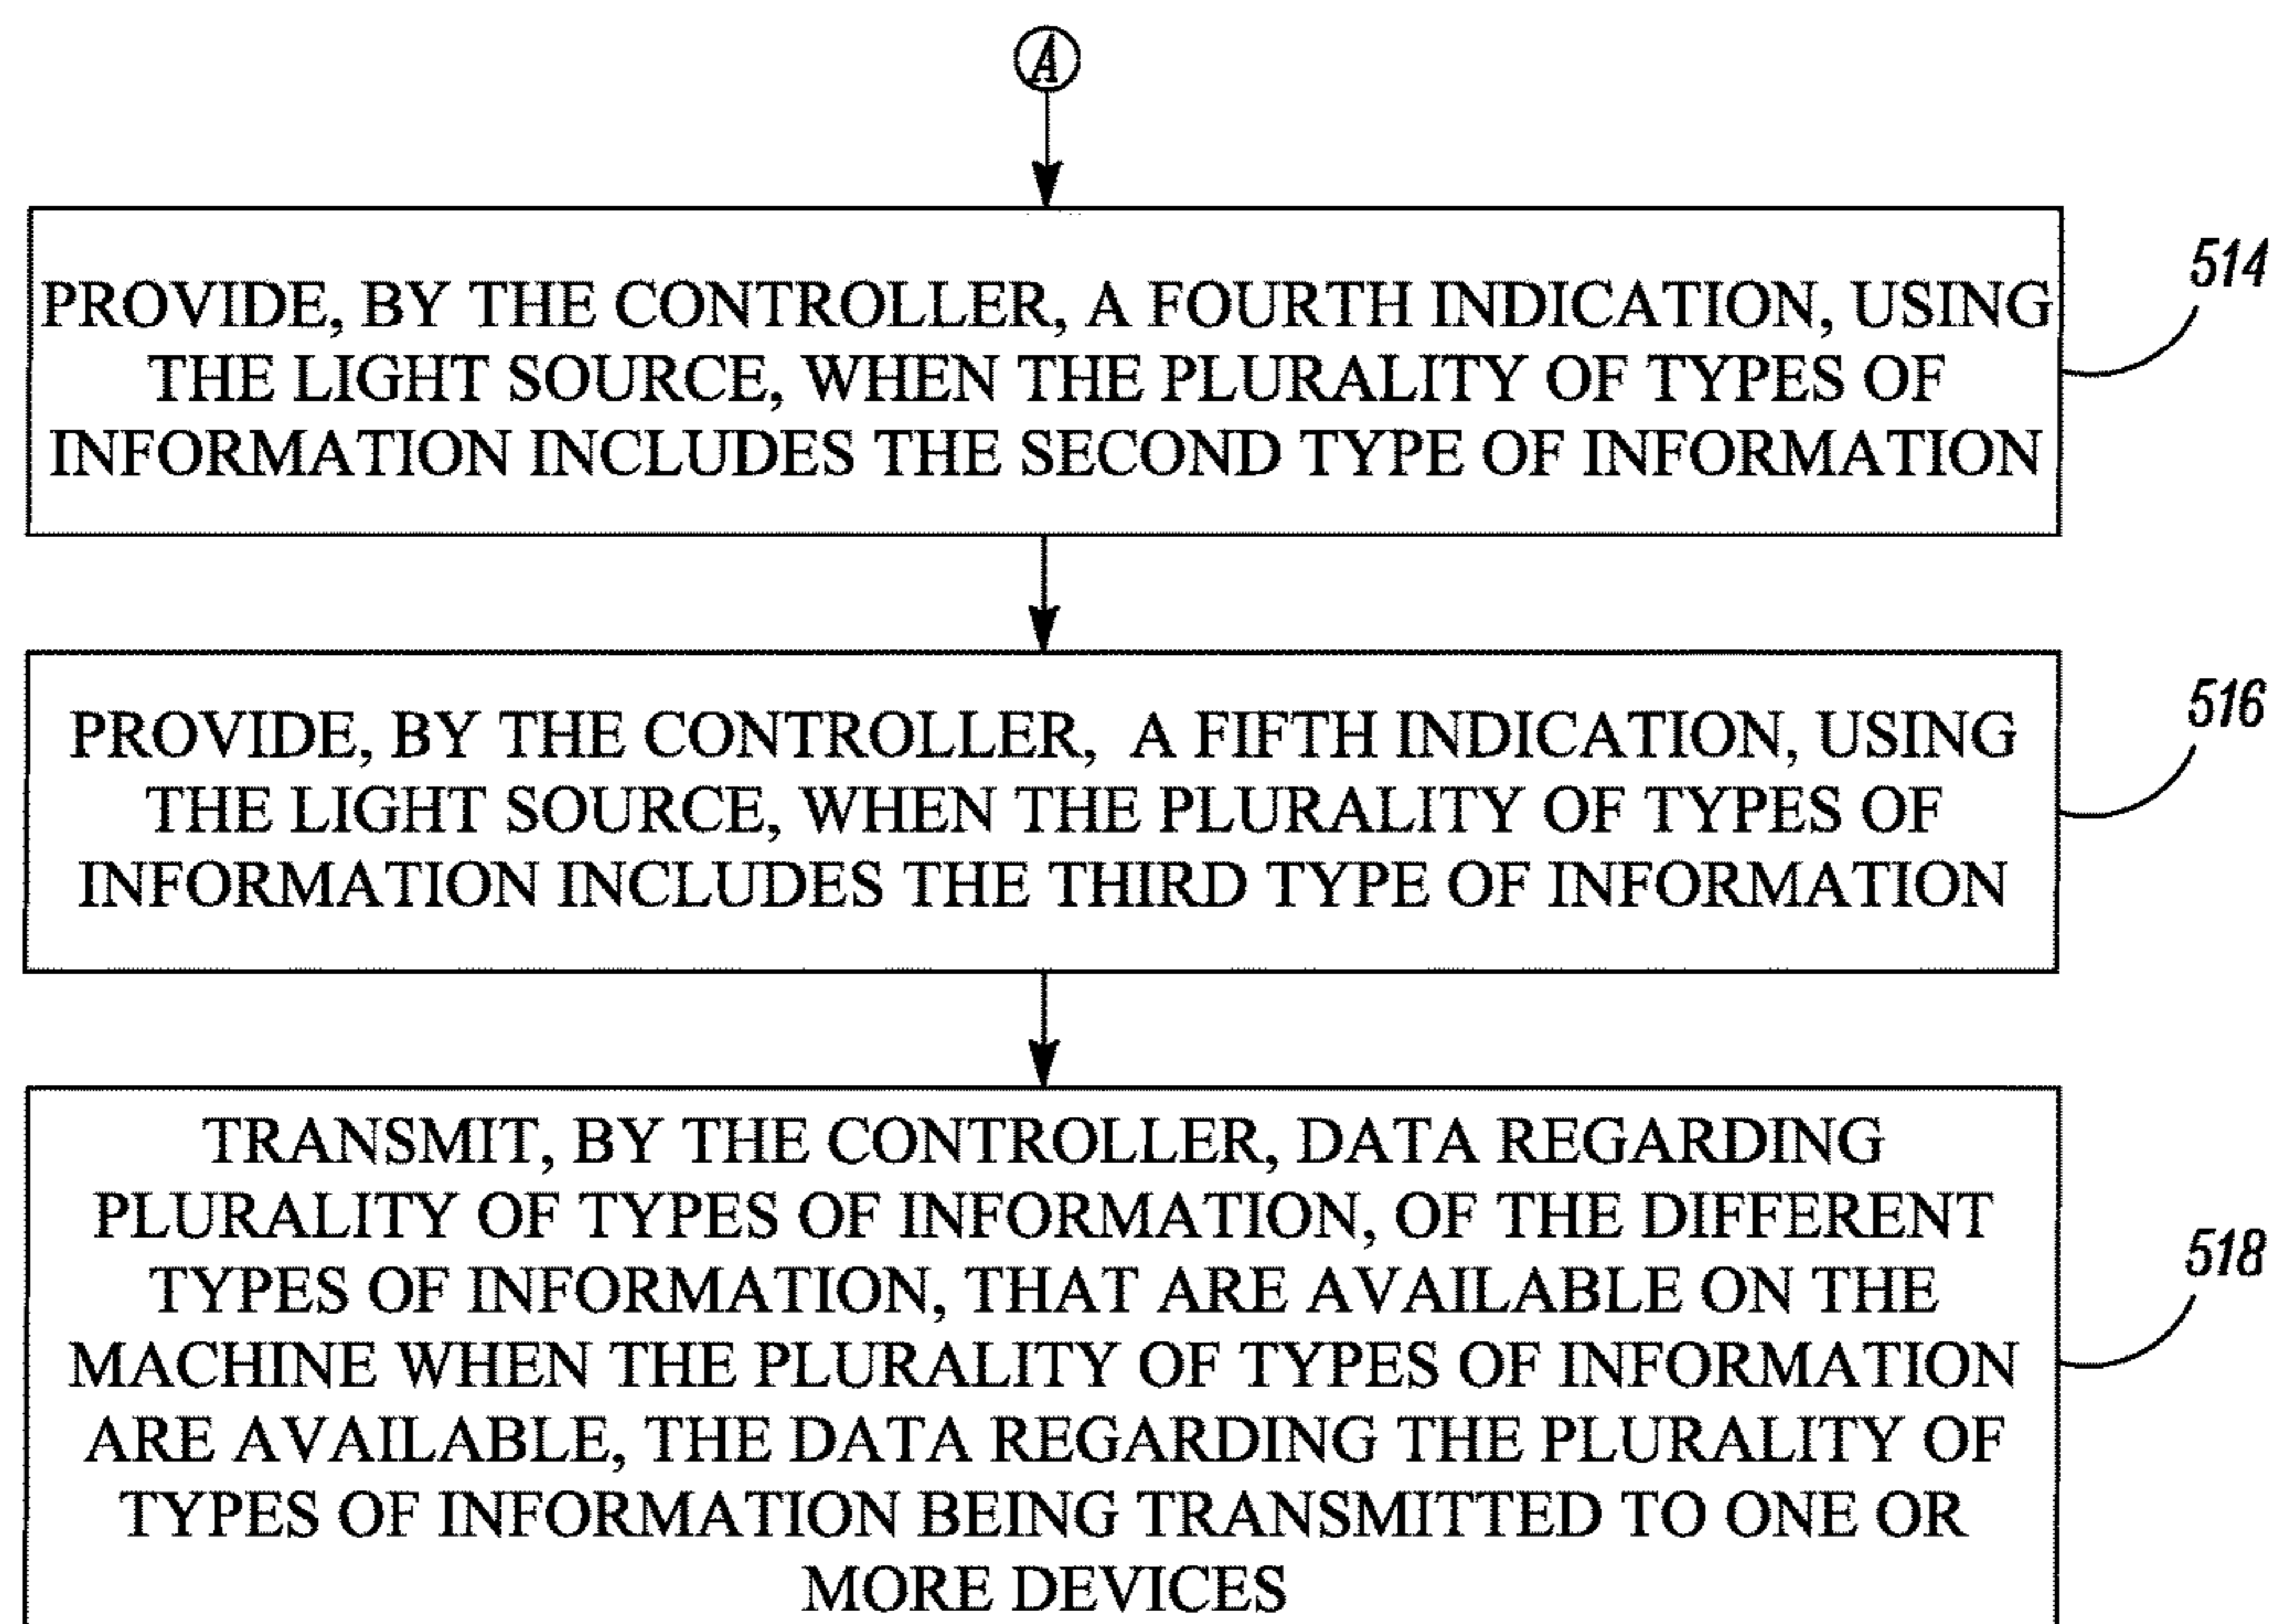 A
PROVIDE, BY THE CONTROLLER, A FOURTH INDICATION, USING
THE LIGHT SOURCE, WHEN THE PLURALITY OF TYPES OF
INFORMATION INCLUDES THE SECOND TYPE OF INFORMATION
514
PROVIDE, BY THE CONTROLLER, A FIFTH INDICATION, USING
THE LIGHT SOURCE, WHEN THE PLURALITY OF TYPES OF
INFORMATION INCLUDES THE THIRD TYPE OF INFORMATION
516
TRANSMIT, BY THE CONTROLLER, DATA REGARDING
PLURALITY OF TYPES OF INFORMATION, OF THE DIFFERENT
TYPES OF INFORMATION, THAT ARE AVAILABLE ON THE
MACHINE WHEN THE PLURALITY OF TYPES OF INFORMATION
ARE AVAILABLE, THE DATA REGARDING THE PLURALITY OF
TYPES OF INFORMATION BEING TRANSMITTED TO ONE OR
MORE DEVICES
518